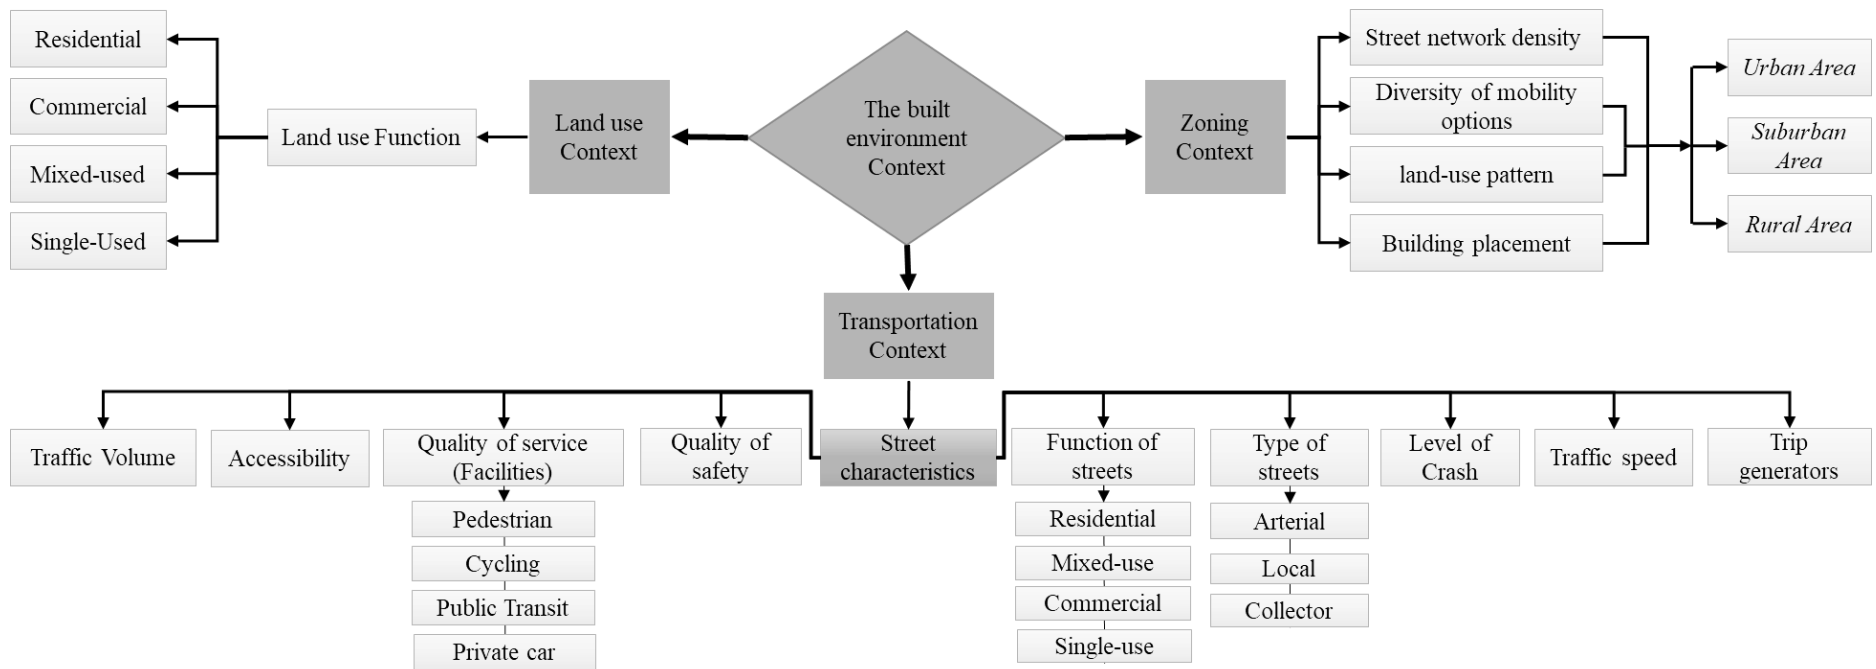 Residential
Commercial
Mixed-used
Single-Used
Land use Function
Land use
Context
The built
environment
Context
Zoning
Context
Street network density
Diversity of mobility
options
land-use pattern
Building placement
Urban Area
Suburban
Area
Rural Area
Transportation
Context
Traffic Volume
Accessibility
Quality of service
(Facilities)
Pedestrian
Cycling
Public Transit
Private car
Quality of
safety
Street
characteristics
Function of
streets
Residential
Mixed-use
Commercial
Single-use
Type of
streets
Arterial
Local
Collector
Level of
Crash
Traffic speed
Trip
generators